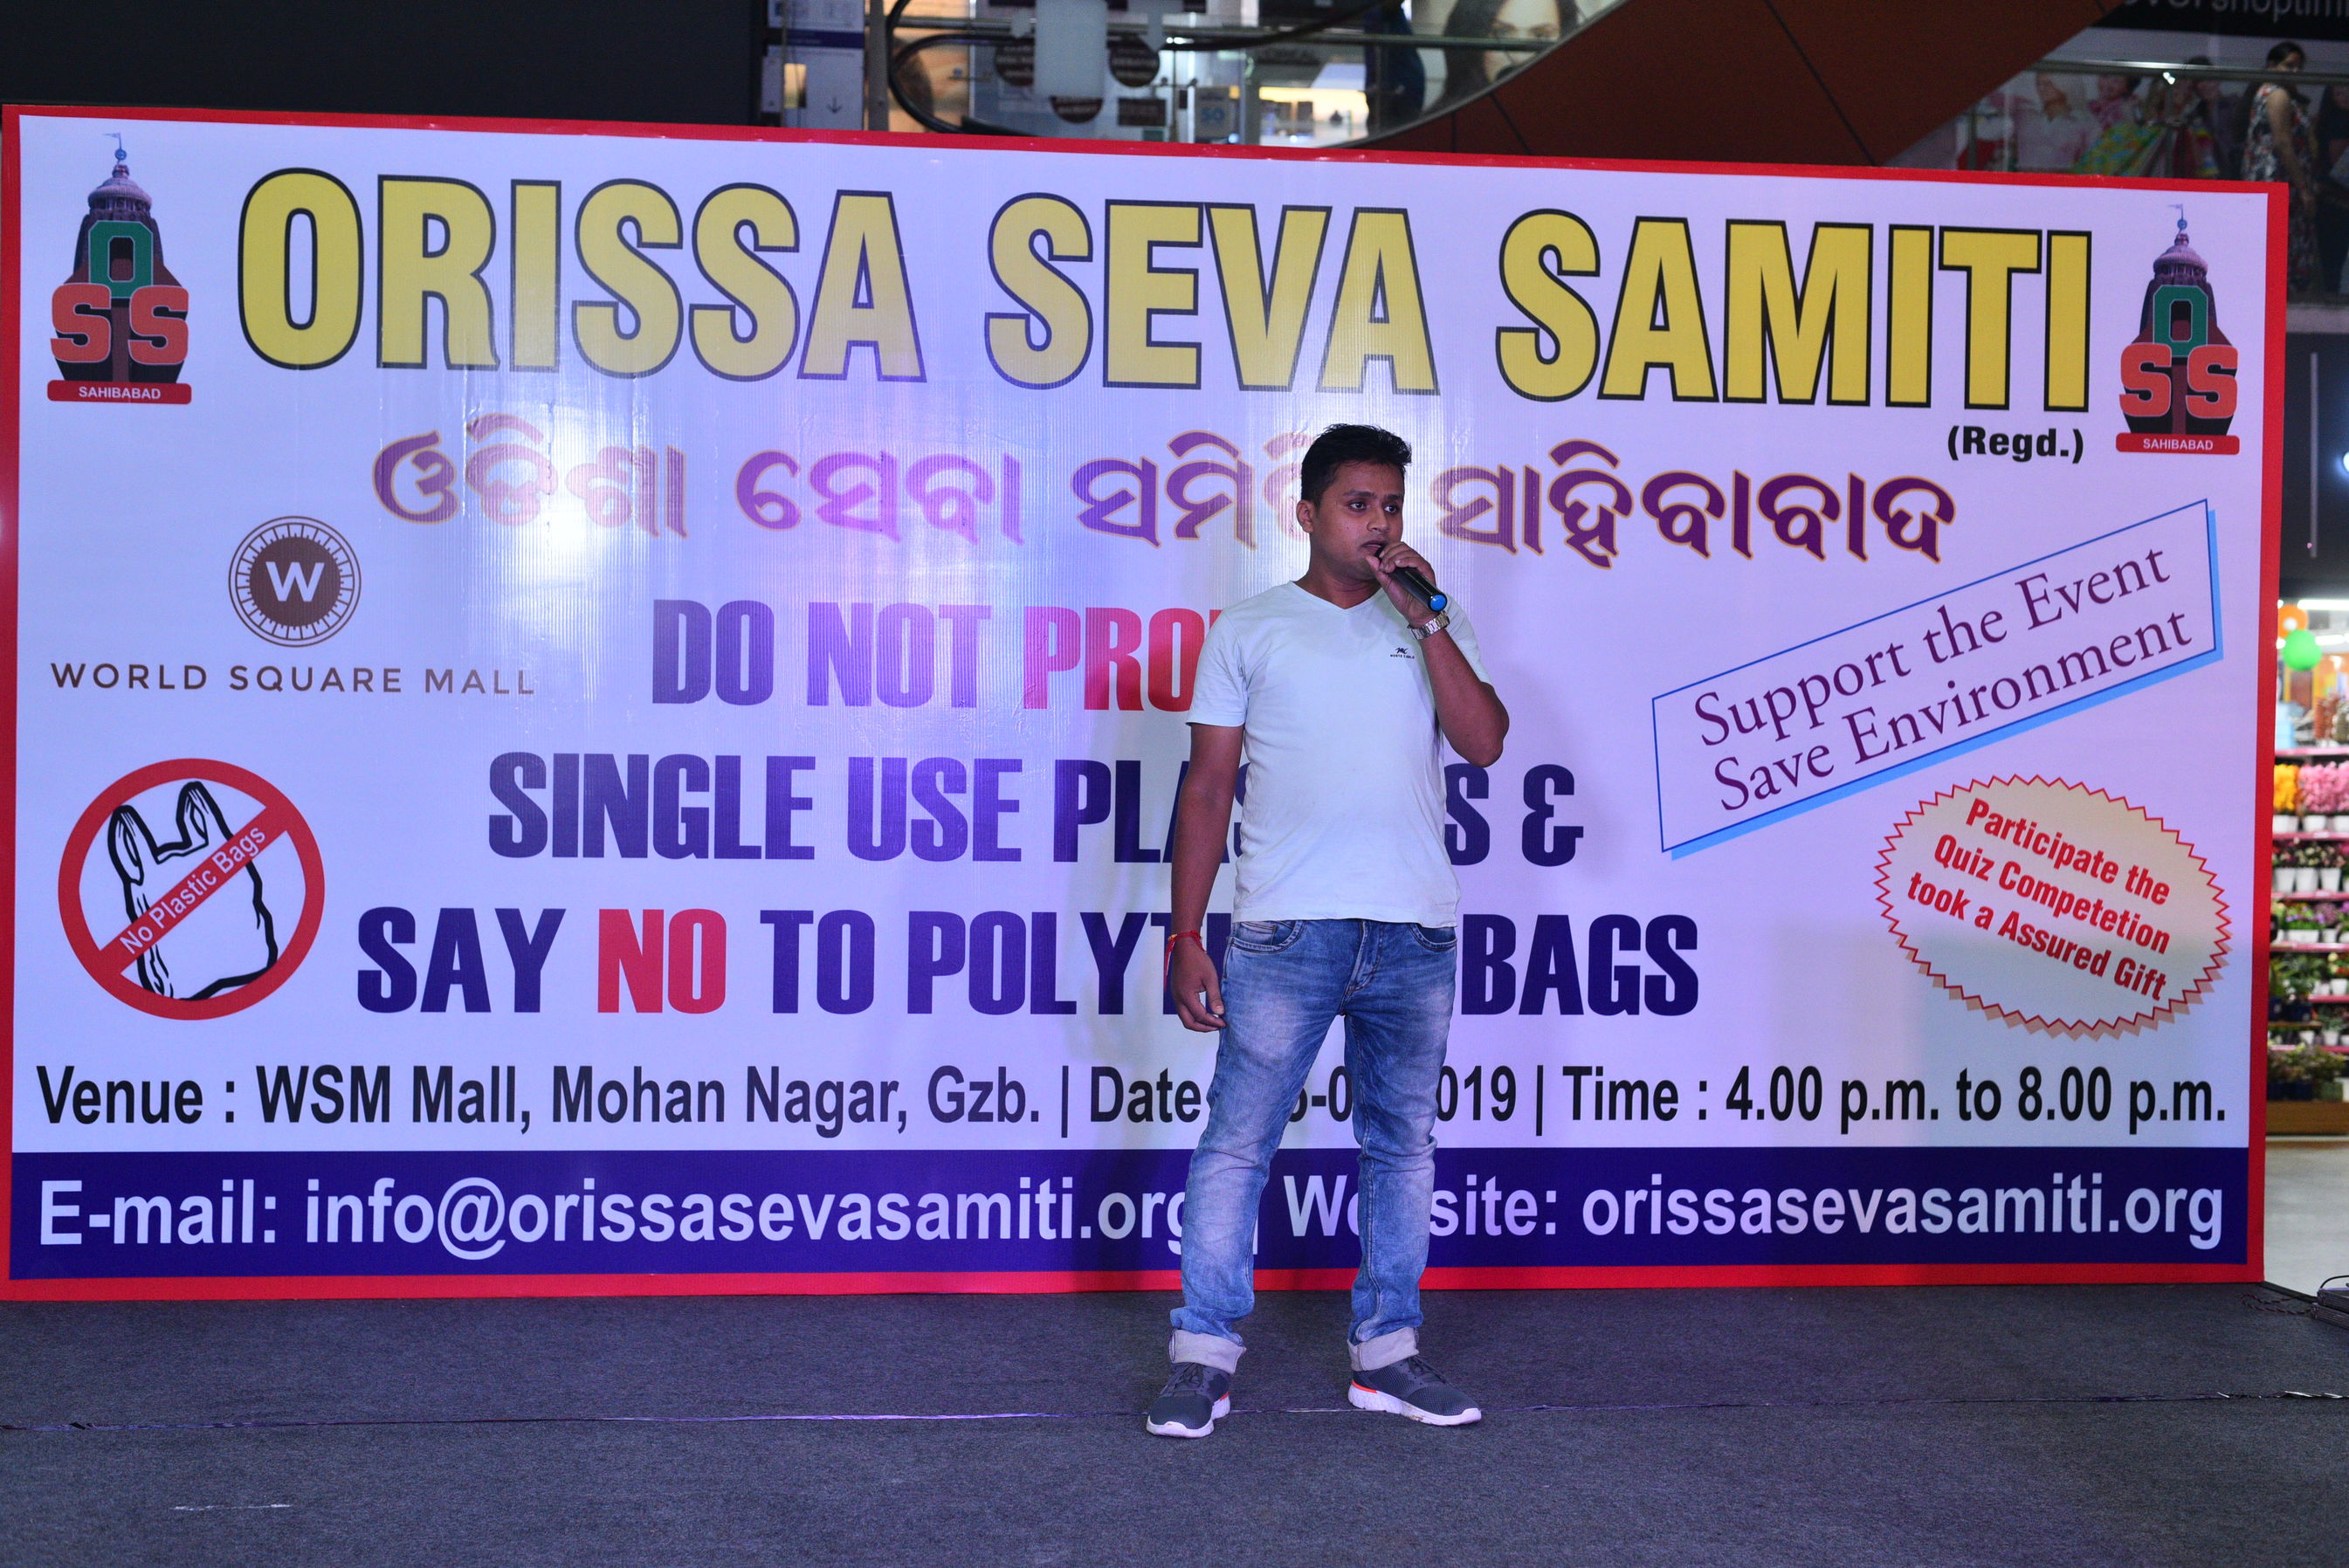 ORISSA SEVA SAMITI
(Regd.)
OSS
SAHIBABAD
OSS
SAHIBABAD
ଓଡିଶା ସେବା ସମିତି ସାହିବାବାଦ
W
WORLD SQUARE MALL
DO NOT
SINGLE USE &
SAY NO TO BAGS
No Plastic Bags
Support the Event
Save Environment
Participate the
Quiz Competetion
took a Assured Gift
Venue : WSM Mall, Mohan Nagar, Gzb. | Date 019 | Time : 4.00 p.m. to 8.00 p.m.
E-mail: info@orissasevasamiti.org | Website: orissasevasamiti.org